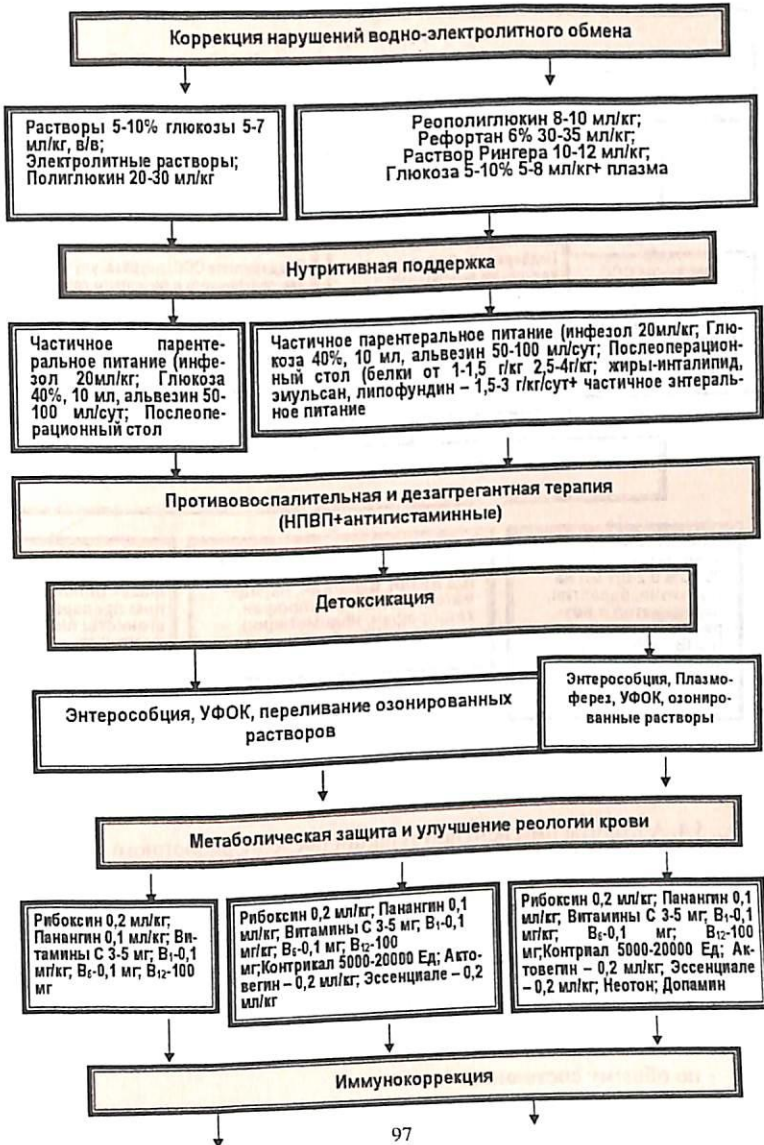 Коррекция нарушений водно-электролитного обмена
Растворы 5-10% глюкозы 5-7
мл/кг, в/в;
Электролитные растворы;
Полиглюкин 20-30 мл/кг
Реополиглюкин 8-10 мл/кг;
Рефортан 6% 30-35 мл/кг;
Раствор Рингера 10-12 мл/кг;
Глюкоза 5-10% 5-8 мл/кг+ плазма
Нутритивная поддержка
Частичное паренте-
ральное питание (инфе-
зол 20мл/кг; Глюкоза
40%, 10 мл, альвезин 50-
100 мл/сут; Послеопе-
рационный стол
Частичное парентеральное питание (инфезол 20мл/кг; Глю-
коза 40%, 10 мл, альвезин 50-100 мл/сут; Послеоперацион-
ный стол (белки от 1-1,5 г/кг 2,5-4г/кг; жиры-инталипид,
эмульсан, липофундин – 1,5-3 г/кг/сут+ частичное энтераль-
ное питание
Противовоспалительная и дезаггрегантная терапия
(НПВП+антигистаминные)
Детоксикация
Энтерособция, УФОК, переливание озонированных
растворов
Энтерособция, Плазмо-
ферез, УФОК, озониро-
ванные растворы
Метаболическая защита и улучшение реологии крови
Рибоксин 0,2 мл/кг;
Панангин 0,1 мл/кг; Ви-
тамины С 3-5 мг; В₁-0,1
мг/кг; В₆-0,1 мг; В₁₂-100
мг
Рибоксин 0,2 мл/кг; Панангин 0,1
мл/кг; Витамины С 3-5 мг; В₁-0,1
мг/кг; В₆-0,1 мг; В₁₂-100
мг;Контрикал 5000-20000 Ед; Акто-
вегин – 0,2 мл/кг; Эссенциале – 0,2
мл/кг
Рибоксин 0,2 мл/кг; Панангин 0,1
мл/кг; Витамины С 3-5 мг; В₁-0,1
мг/кг; В₆-0,1 мг; В₁₂-100
мг;Контриал 5000-20000 Ед; Ак-
товегин – 0,2 мл/кг; Эссенциале
– 0,2 мл/кг; Неотон; Допамин
Иммунокоррекция
97